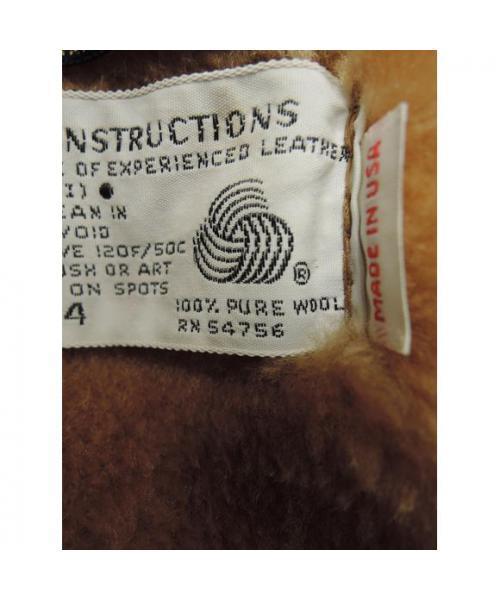 INSTRUCTIONS
OF EXPERIENCED LEATHER
I)
EAN IN
VOID
VE 120F/50C
USH OR ART
ON SPOTS
4
®
100% PURE WOOL
RN 54756
MADE IN USA